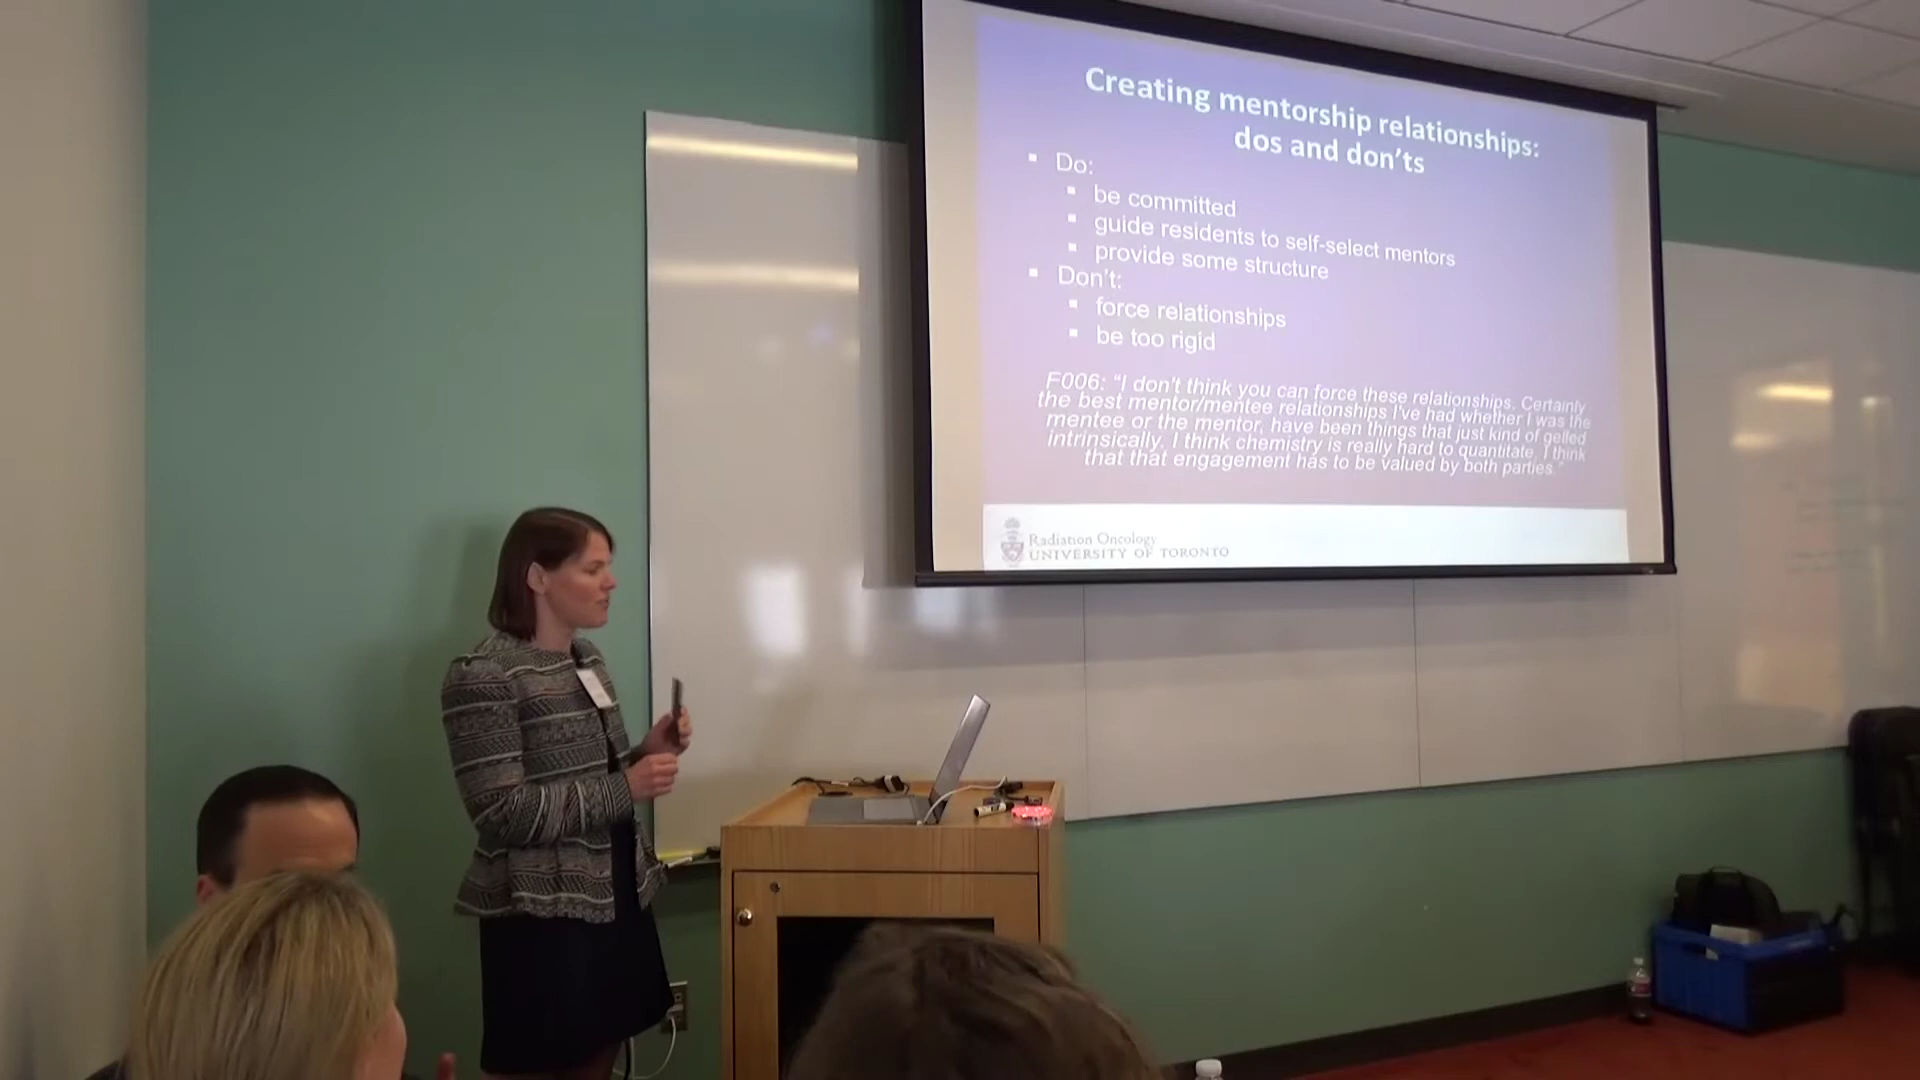 Creating mentorship relationships:
dos and don'ts
▪ Do:
▪ be committed
▪ guide residents to self-select mentors
▪ provide some structure
▪ Don't:
▪ force relationships
▪ be too rigid
F006: "I don't think you can force these relationships. Certainly
the best mentor/mentee relationships I've had whether I was the
mentee or the mentor, have been things that just kind of gelled
intrinsically. I think chemistry is really hard to quantitate. I think
that that engagement has to be valued by both parties."
Radiation Oncology
UNIVERSITY OF TORONTO